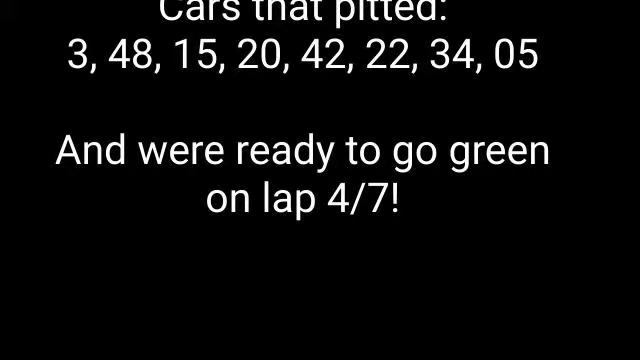 Cars that pitted:
3, 48, 15, 20, 42, 22, 34, 05
And were ready to go green
on lap 4/7!